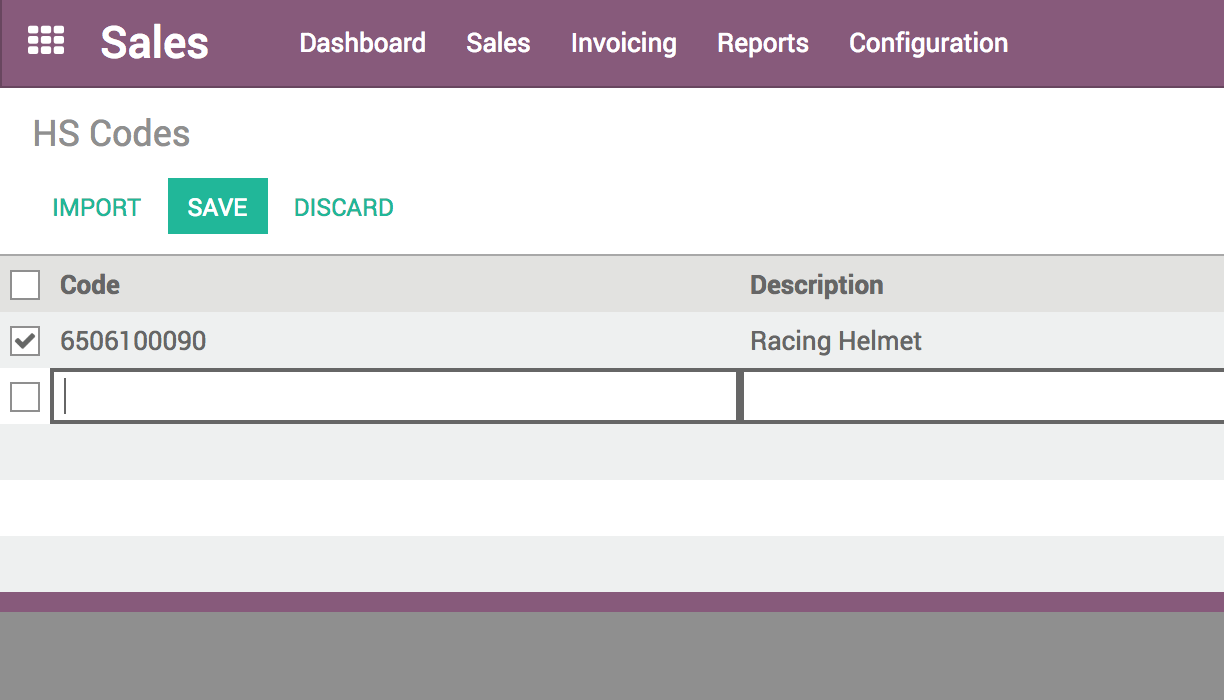 Sales Dashboard Sales Invoicing Reports Configuration
HS Codes
IMPORT SAVE DISCARD
Code Description
6506100090 Racing Helmet